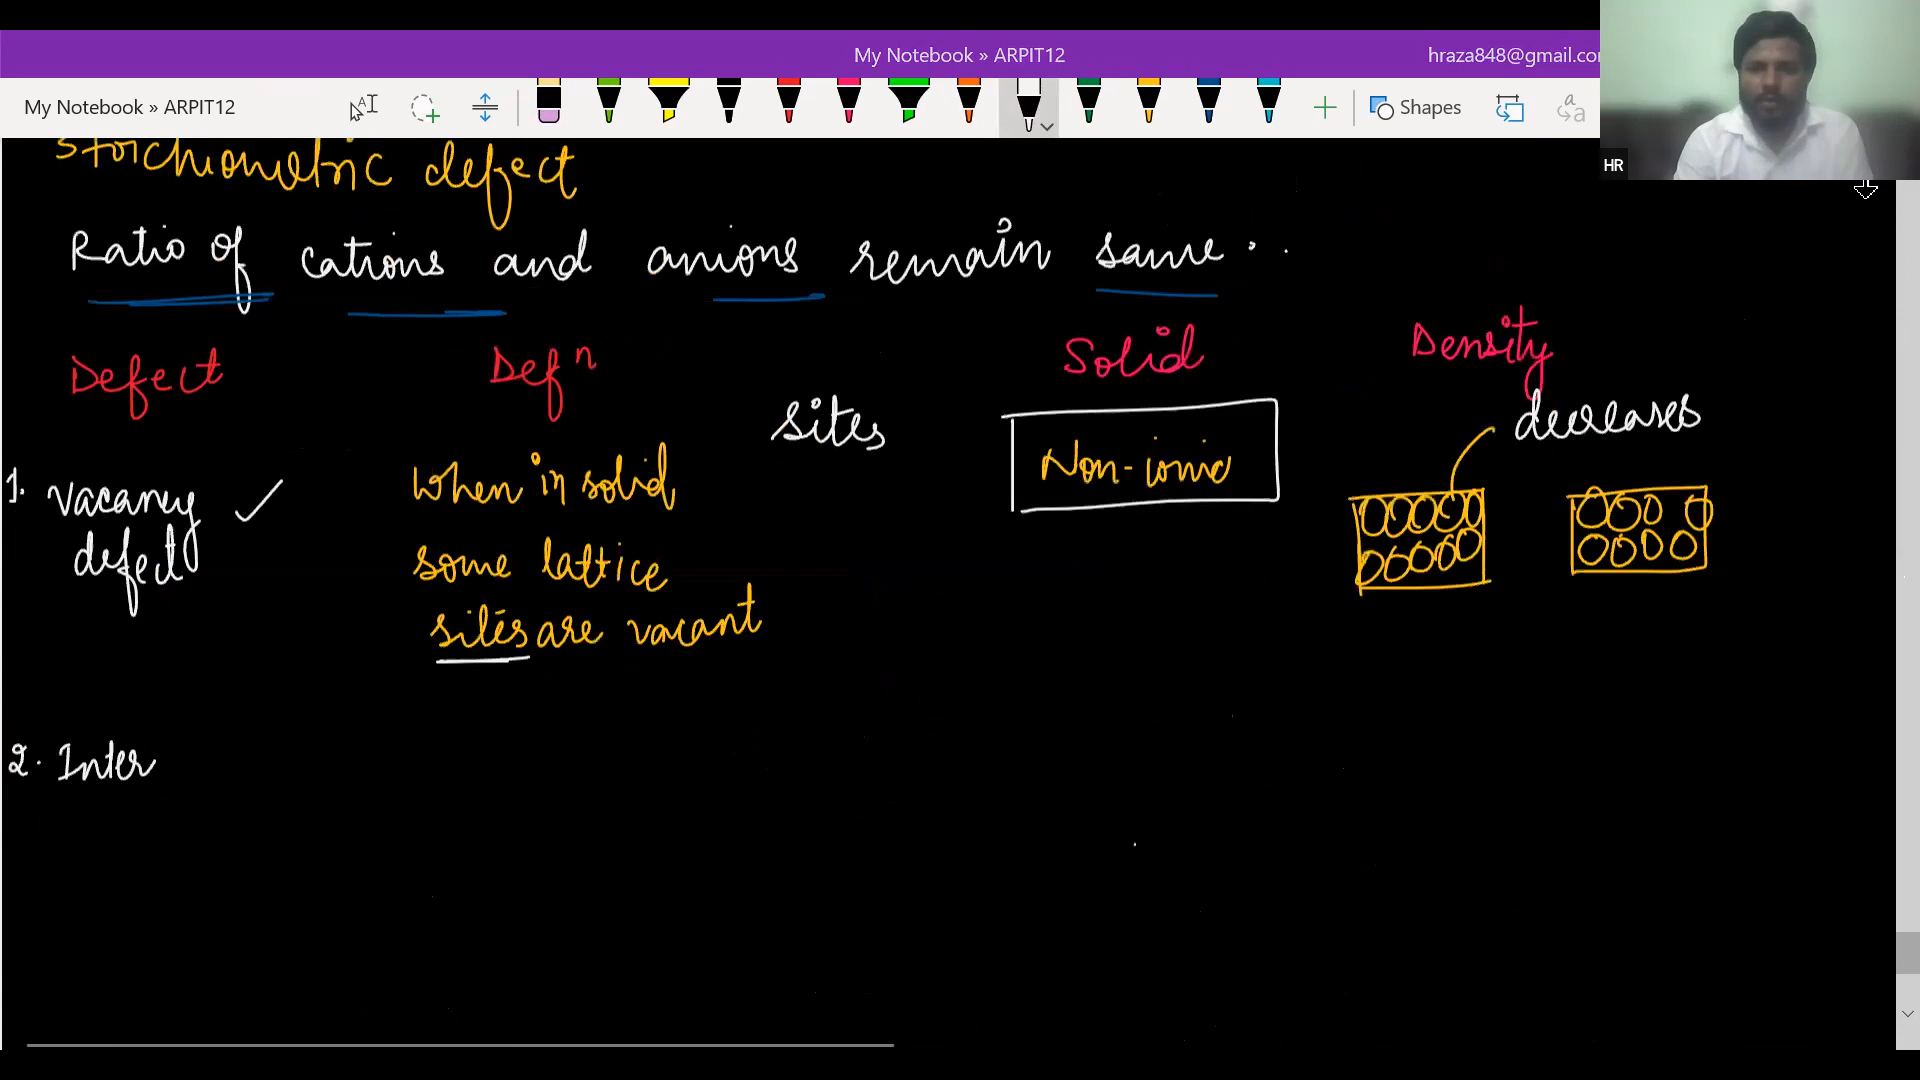 My Notebook » ARPIT12
hraza848@gmail.co
My Notebook » ARPIT12
Shapes
HR
Stoichiometric defect
Ratio of cations and anions remain same.
Defect
Defⁿ
Solid
Density
sites
decreases
Non-ionic
1. vacancy
defect
When in solid
some lattice
sites are vacant
2. Inter